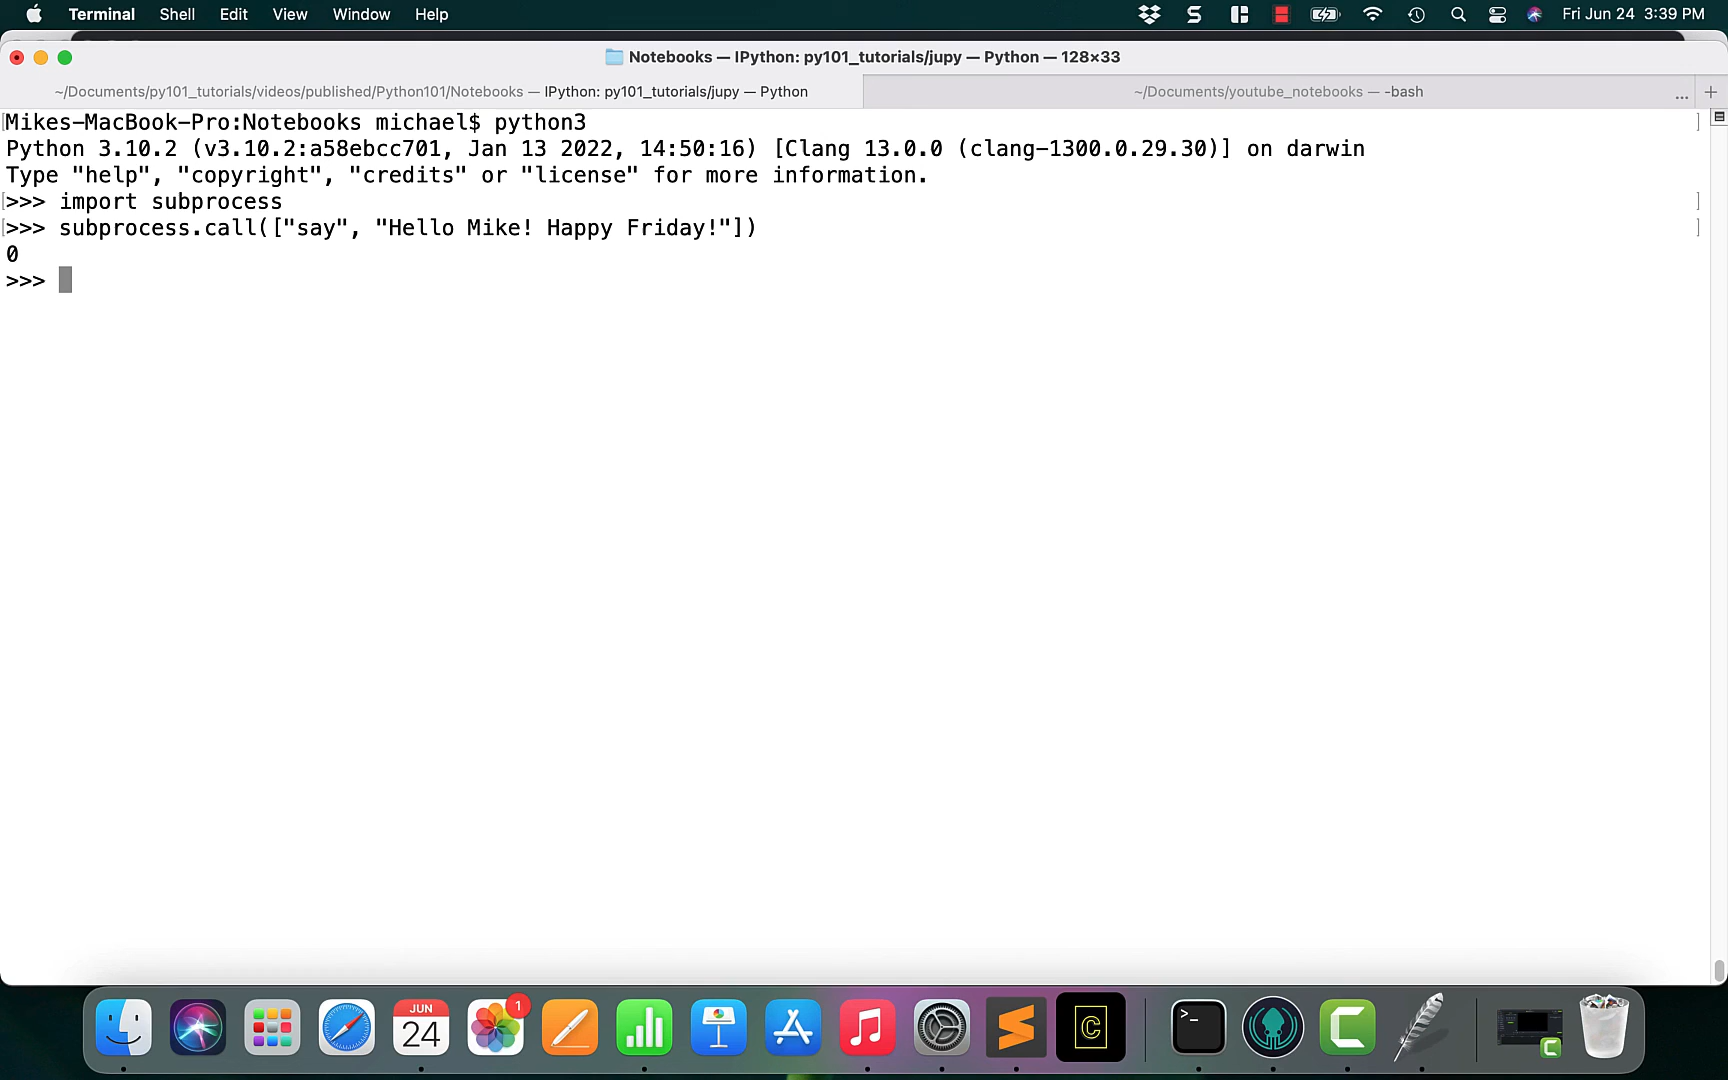 Terminal Shell Edit View Window Help Fri Jun 24 3:39 PM
Notebooks — IPython: py101_tutorials/jupy — Python — 128×33
~/Documents/py101_tutorials/videos/published/Python101/Notebooks — IPython: py101_tutorials/jupy — Python
~/Documents/youtube_notebooks — -bash
Mikes-MacBook-Pro:Notebooks michael$ python3
Python 3.10.2 (v3.10.2:a58ebcc701, Jan 13 2022, 14:50:16) [Clang 13.0.0 (clang-1300.0.29.30)] on darwin
Type "help", "copyright", "credits" or "license" for more information.
>>> import subprocess
>>> subprocess.call(["say", "Hello Mike! Happy Friday!"])
0
>>>
JUN
24
1